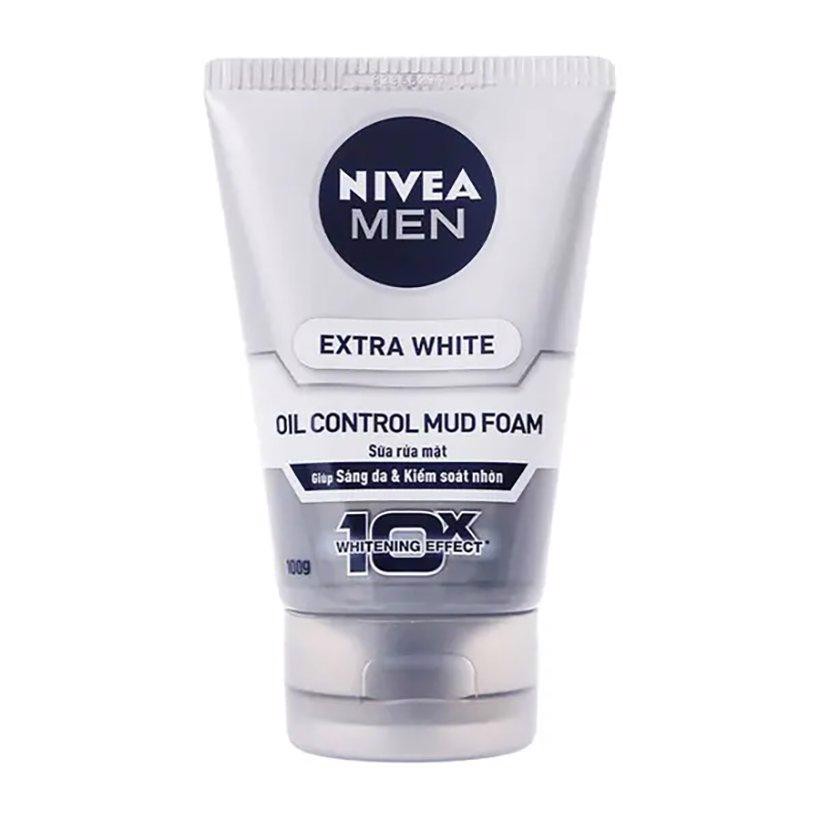 NIVEA
MEN
EXTRA WHITE
OIL CONTROL MUD FOAM
Sữa rửa mặt
Giúp Sáng da & Kiểm soát nhờn
10X
WHITENING EFFECT*
100g